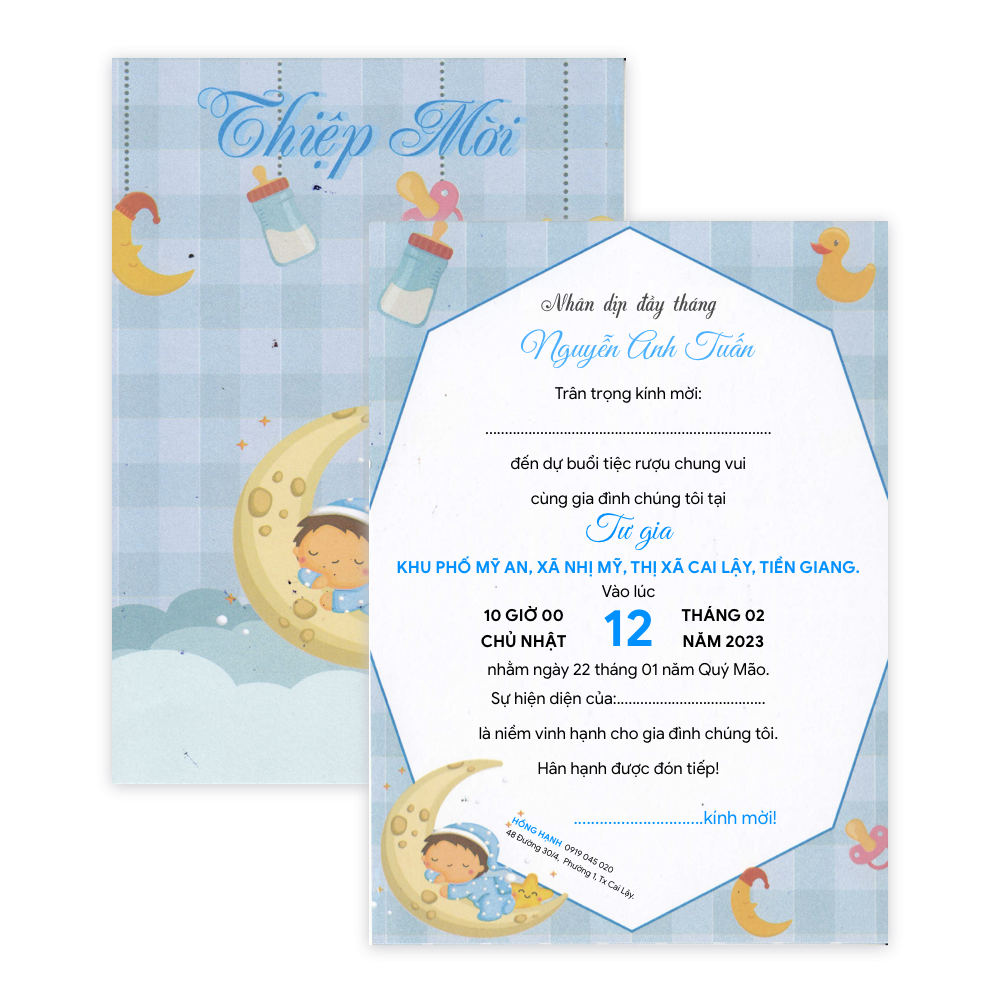 Thiệp Mời
Nhân dịp đầy tháng
Nguyễn Anh Tuấn
Trân trọng kính mời:
........................................................................
đến dự buổi tiệc rượu chung vui
cùng gia đình chúng tôi tại
Tư gia
KHU PHỐ MỸ AN, XÃ NHỊ MỸ, THỊ XÃ CAI LẬY, TIỀN GIANG.
Vào lúc
10 GIỜ 00
CHỦ NHẬT
12
THÁNG 02
NĂM 2023
nhằm ngày 22 tháng 01 năm Quý Mão.
Sự hiện diện của:......................................
là niềm vinh hạnh cho gia đình chúng tôi.
Hân hạnh được đón tiếp!
............................kính mời!
HỒNG HẠNH 0919 045 020
48 Đường 30/4, Phường 1, Tx Cai Lậy.